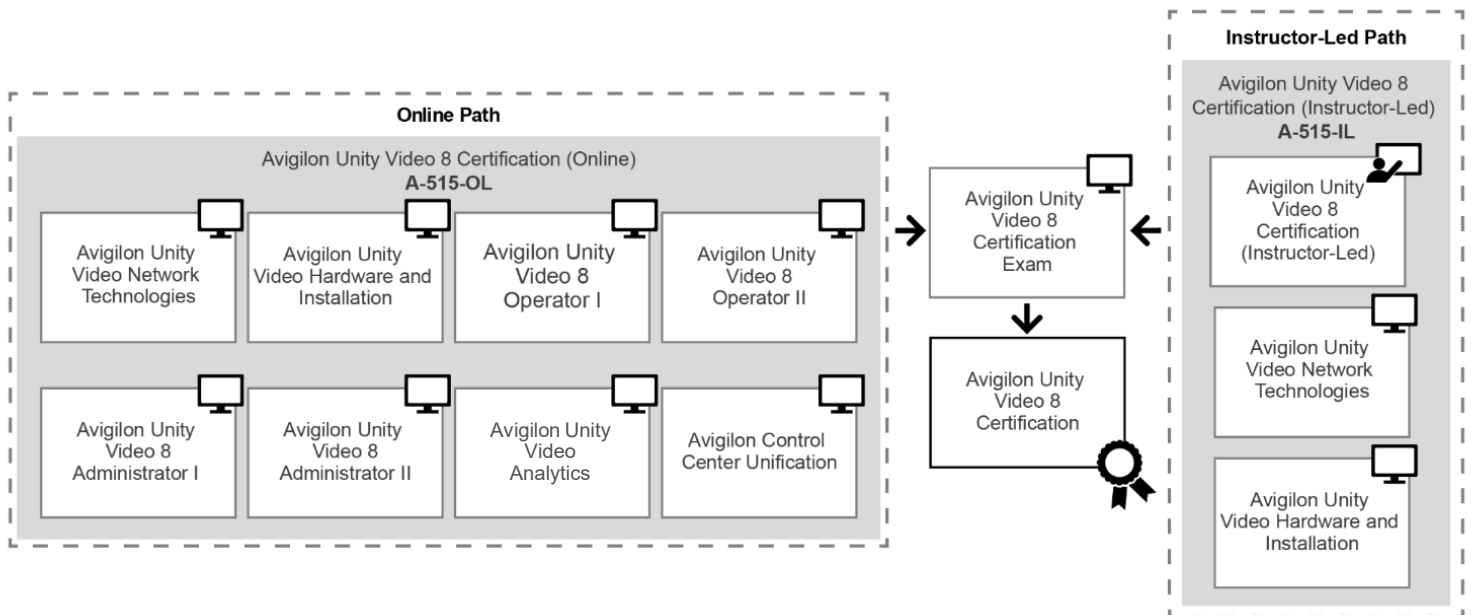 Online Path
Avigilon Unity Video 8 Certification (Online)
A-515-OL
Avigilon Unity
Video Network
Technologies
Avigilon Unity
Video Hardware and
Installation
Avigilon Unity
Video 8
Operator I
Avigilon Unity
Video 8
Operator II
Avigilon Unity
Video 8
Administrator I
Avigilon Unity
Video 8
Administrator II
Avigilon Unity
Video
Analytics
Avigilon Control
Center Unification
Avigilon Unity
Video 8
Certification
Exam
Avigilon Unity
Video 8
Certification
Instructor-Led Path
Avigilon Unity Video 8
Certification (Instructor-Led)
A-515-IL
Avigilon Unity
Video 8
Certification
(Instructor-Led)
Avigilon Unity
Video Network
Technologies
Avigilon Unity
Video Hardware and
Installation